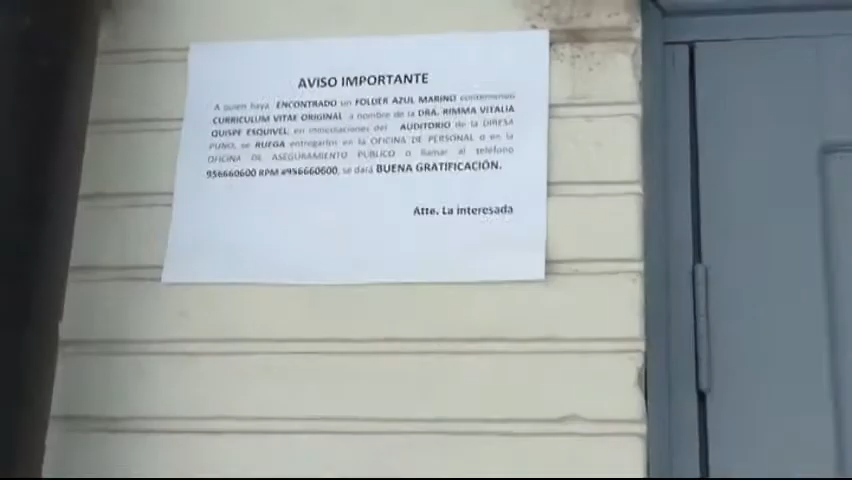 AVISO IMPORTANTE
A quien haya ENCONTRADO un FOLDER AZUL MARINO conteniendo
CURRICULUM VITAE ORIGINAL a nombre de la DRA. RIMMA VITALIA
QUISPE ESQUIVEL, en inmediaciones del AUDITORIO de la DIRESA
PUNO, se RUEGA entregarlos en la OFICINA DE PERSONAL o en la
OFICINA DE ASEGURAMIENTO PUBLICO o llamar al teléfono
956660600 RPM #956660600, se dará BUENA GRATIFICACIÓN.
Atte. La interesada